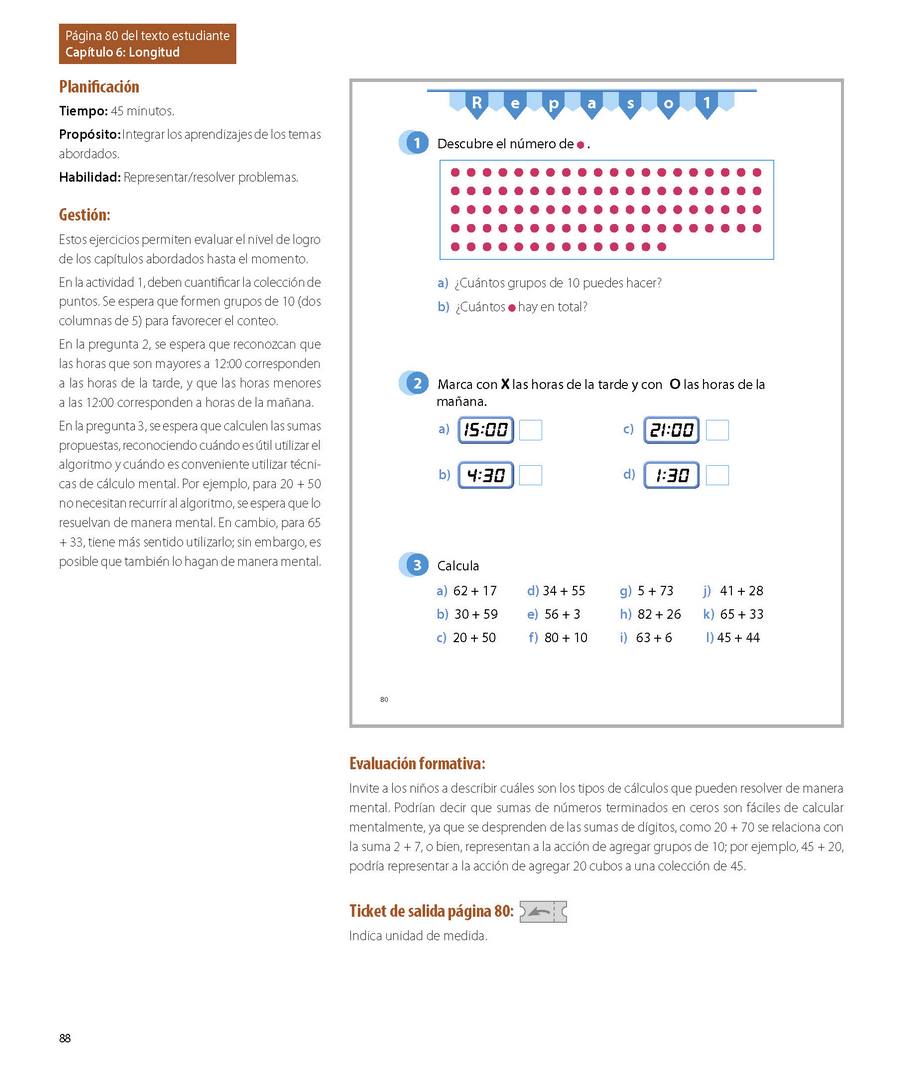 Página 80 del texto estudiante
Capítulo 6: Longitud
Planificación
Tiempo: 45 minutos.
Propósito: Integrar los aprendizajes de los temas
abordados.
Habilidad: Representar/resolver problemas.
Gestión:
Estos ejercicios permiten evaluar el nivel de logro
de los capítulos abordados hasta el momento.
En la actividad 1, deben cuantificar la colección de
puntos. Se espera que formen grupos de 10 (dos
columnas de 5) para favorecer el conteo.
En la pregunta 2, se espera que reconozcan que
las horas que son mayores a 12:00 corresponden
a las horas de la tarde, y que las horas menores
a las 12:00 corresponden a horas de la mañana.
En la pregunta 3, se espera que calculen las sumas
propuestas, reconociendo cuándo es útil utilizar el
algoritmo y cuándo es conveniente utilizar técni-
cas de cálculo mental. Por ejemplo, para 20 + 50
no necesitan recurrir al algoritmo, se espera que lo
resuelvan de manera mental. En cambio, para 65
+ 33, tiene más sentido utilizarlo; sin embargo, es
posible que también lo hagan de manera mental.
Repaso 1
1 Descubre el número de .
a) ¿Cuántos grupos de 10 puedes hacer?
b) ¿Cuántos hay en total?
2 Marca con X las horas de la tarde y con O las horas de la
mañana.
a) 15:00 c) 21:00
b) 4:30 d) 1:30
3 Calcula
a) 62 + 17 d) 34 + 55 g) 5 + 73 j) 41 + 28
b) 30 + 59 e) 56 + 3 h) 82 + 26 k) 65 + 33
c) 20 + 50 f) 80 + 10 i) 63 + 6 l) 45 + 44
80
Evaluación formativa:
Invite a los niños a describir cuáles son los tipos de cálculos que pueden resolver de manera
mental. Podrían decir que sumas de números terminados en ceros son fáciles de calcular
mentalmente, ya que se desprenden de las sumas de dígitos, como 20 + 70 se relaciona con
la suma 2 + 7, o bien, representan a la acción de agregar grupos de 10; por ejemplo, 45 + 20,
podría representar a la acción de agregar 20 cubos a una colección de 45.
Ticket de salida página 80:
Indica unidad de medida.
88